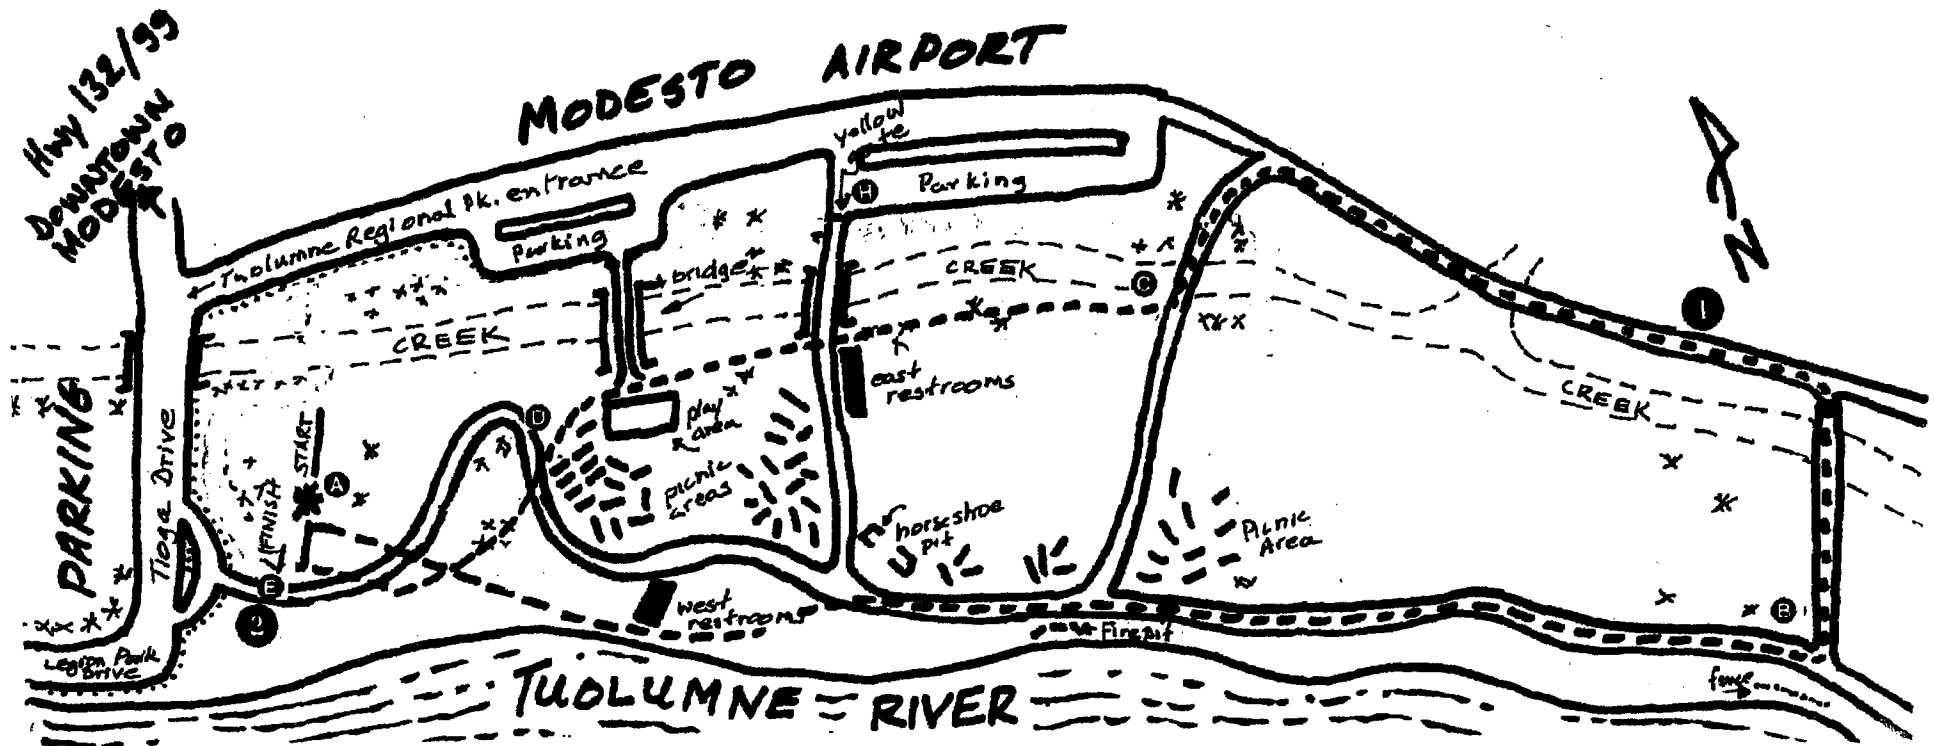 Hwy 132/99
DOWNTOWN
MODESTO
MODESTO AIRPORT
Tuolumne Regional Pk. entrance
Parking
yellow
H
Parking
N
bridge
CREEK
CREEK
C
1
CREEK
PARKING
Tioga Drive
START
A
FINISH
E
2
D
play
area
picnic
areas
east
restrooms
horseshoe
pit
Picnic
Area
B
west
restrooms
Firepit
Legion Park
Drive
TUOLUMNE RIVER